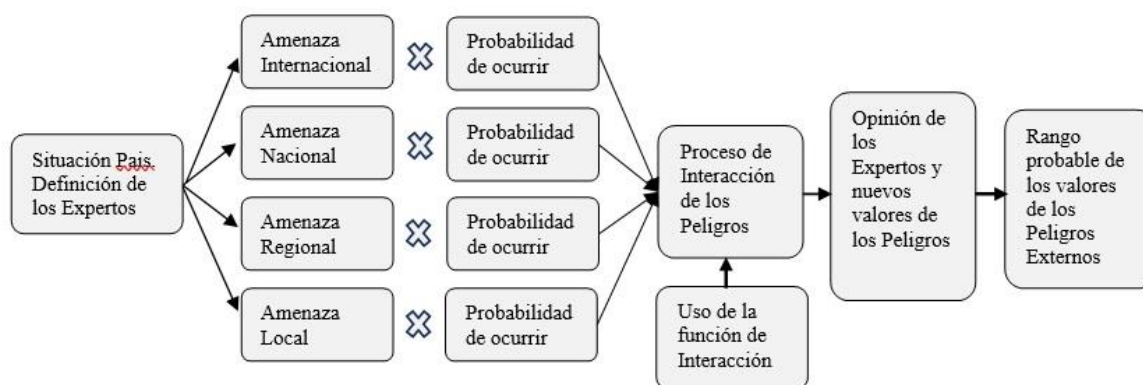 Situación Pais.
Definición de
los Expertos
Amenaza
Internacional
Probabilidad
de ocurrir
Amenaza
Nacional
Probabilidad
de ocurrir
Amenaza
Regional
Probabilidad
de ocurrir
Amenaza
Local
Probabilidad
de ocurrir
Proceso de
Interacción
de los
Peligros
Uso de la
función de
Interacción
Opinión de
los
Expertos y
nuevos
valores de
los Peligros
Rango
probable de
los valores
de los
Peligros
Externos